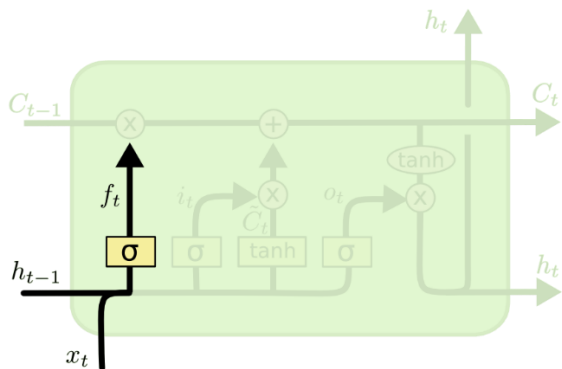 h_t
C_{t-1} × + C_t
tanh
f_t i_t × o_t ×
C̃_t
σ σ tanh σ
h_{t-1} h_t
x_t